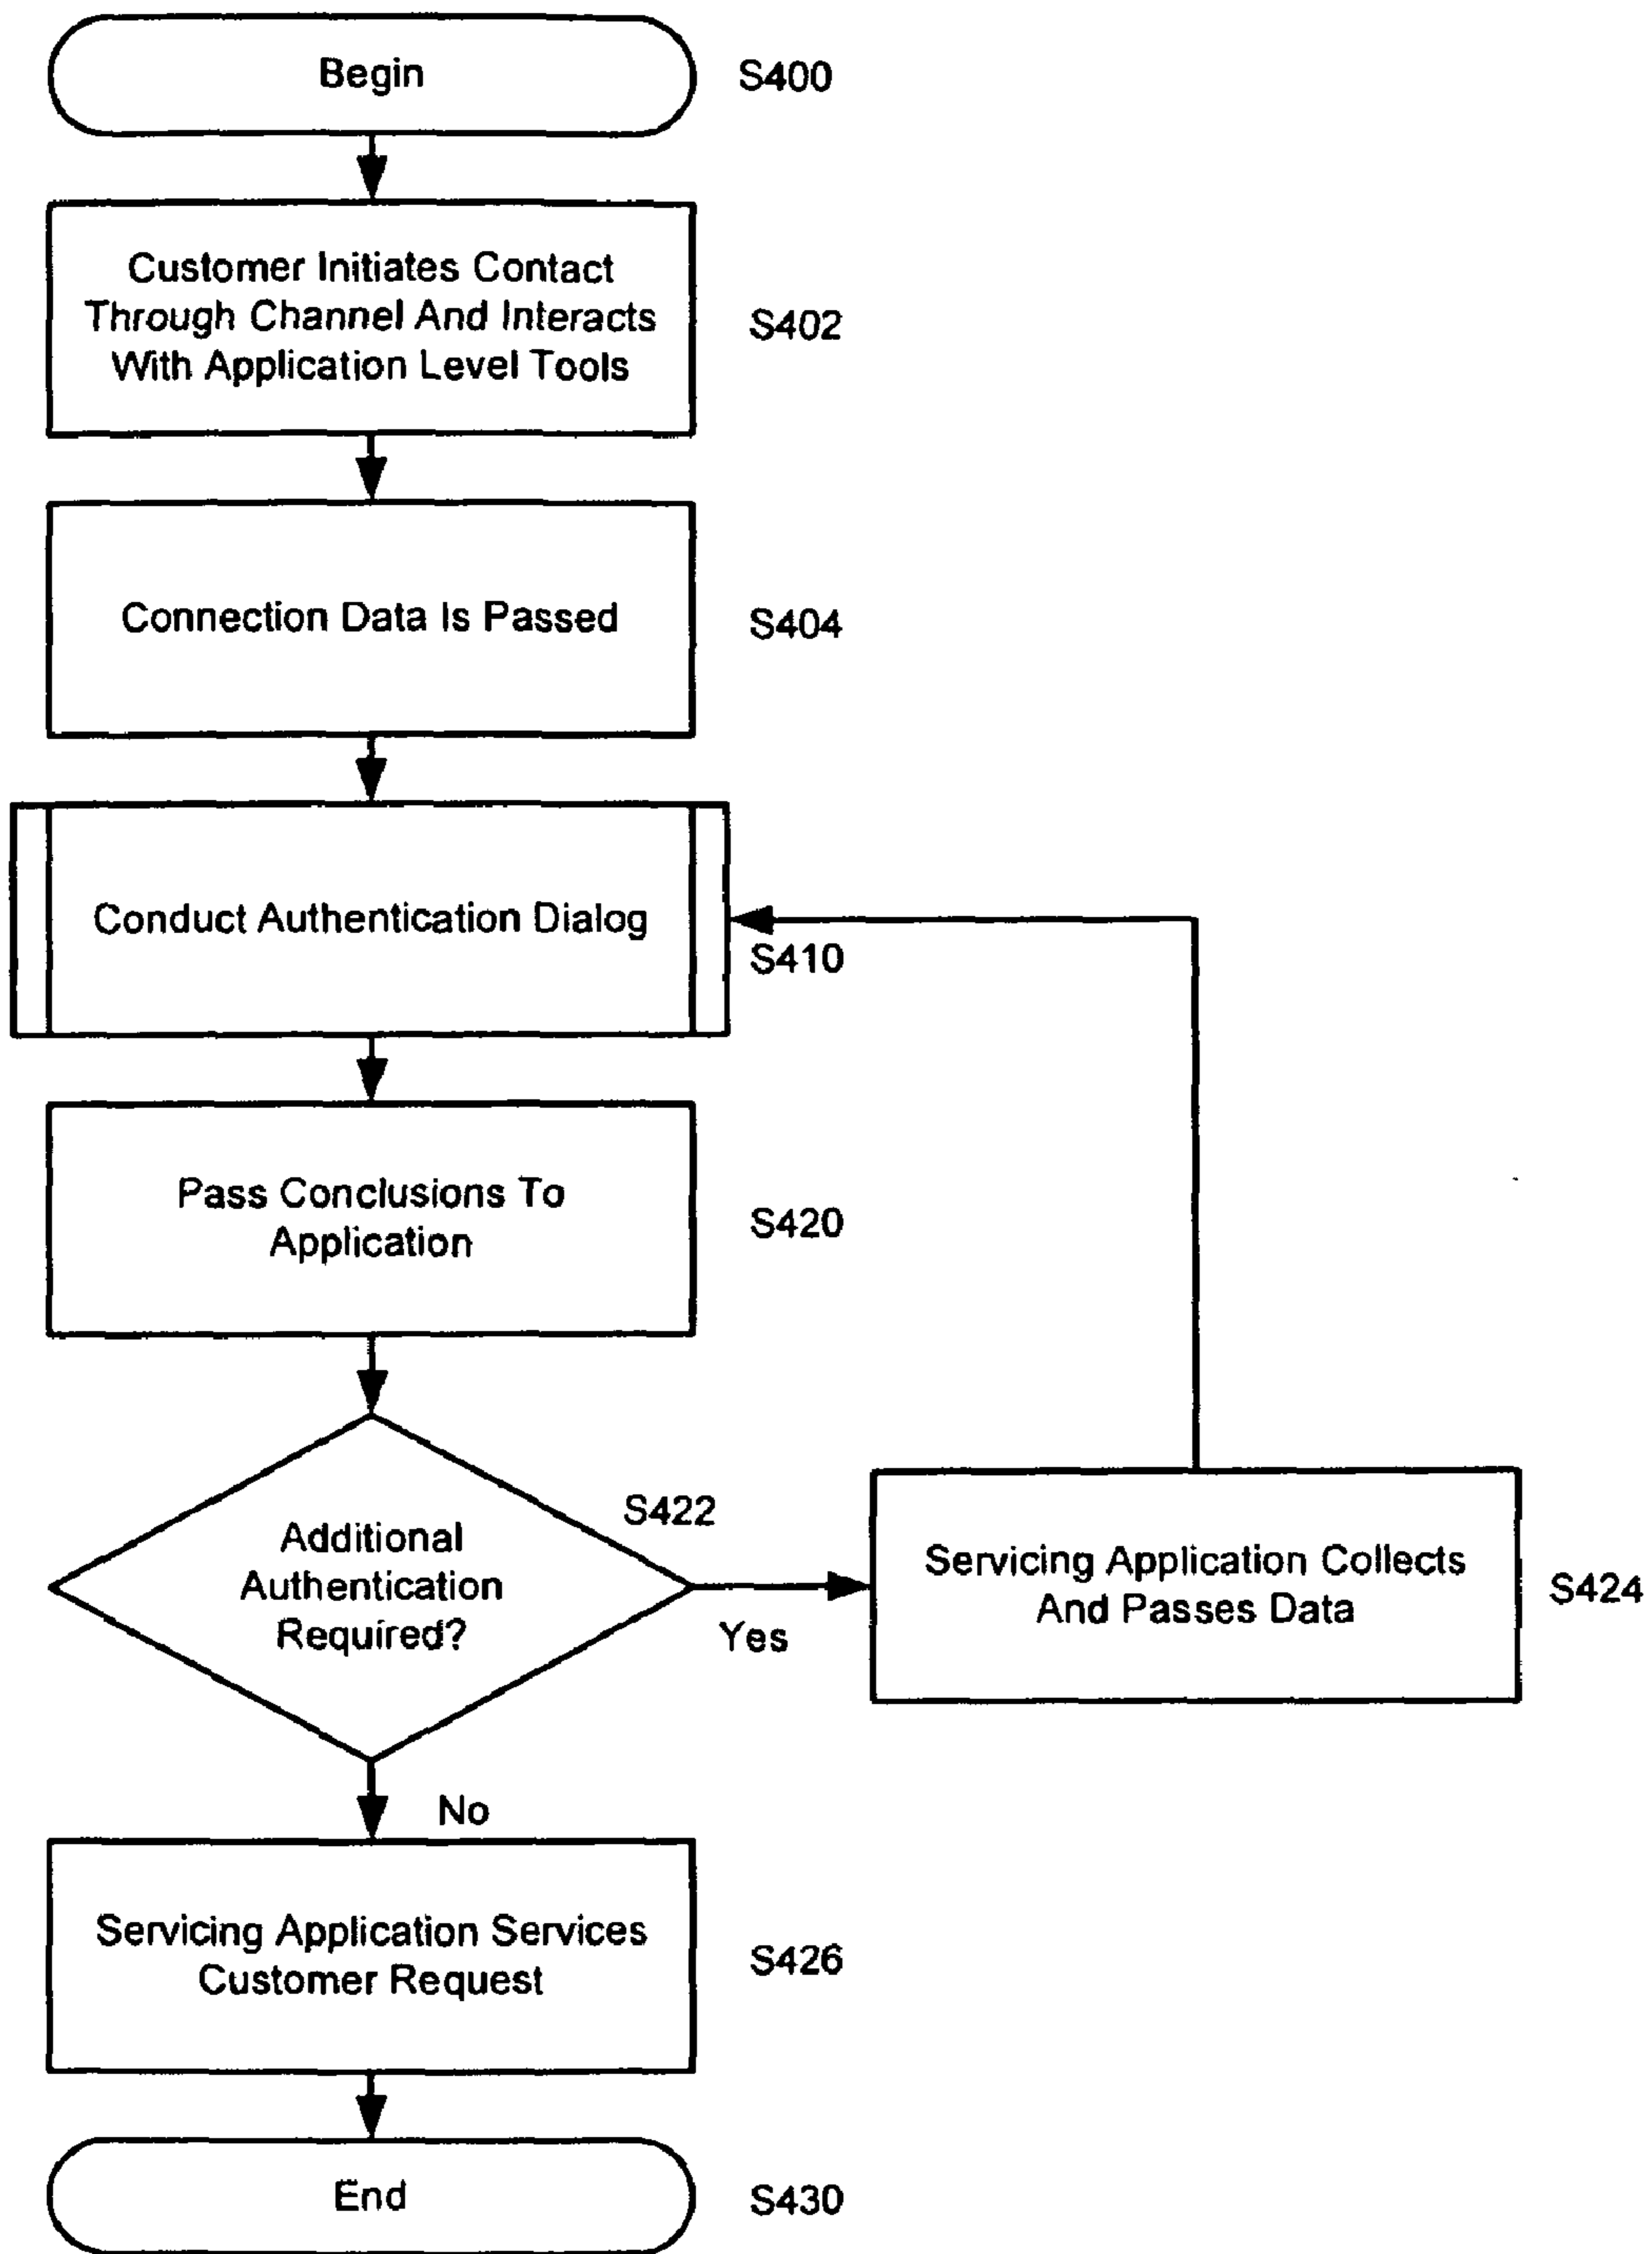 Begin
S400
Customer Initiates Contact
Through Channel And Interacts
With Application Level Tools
S402
Connection Data Is Passed
S404
Conduct Authentication Dialog
S410
Pass Conclusions To
Application
S420
Additional
Authentication
Required?
S422
Yes
Servicing Application Collects
And Passes Data
S424
No
Servicing Application Services
Customer Request
S426
End
S430